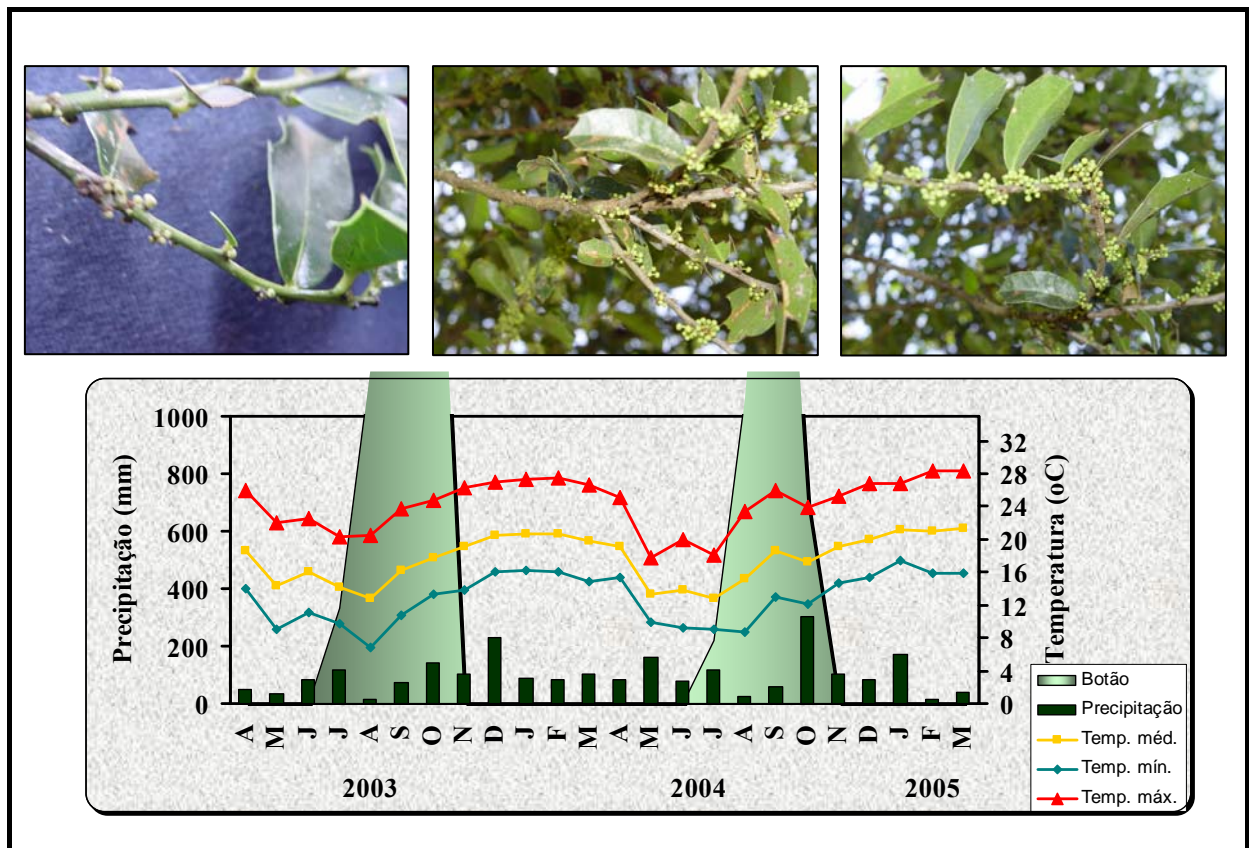 Precipitação (mm)
1000
800
600
400
200
0
Temperatura (oC)
32
28
24
20
16
12
8
4
0
A M J J A S O N D J F M A M J J A S O N D J F M
2003 2004 2005
Botão
Precipitação
Temp. méd.
Temp. mín.
Temp. máx.